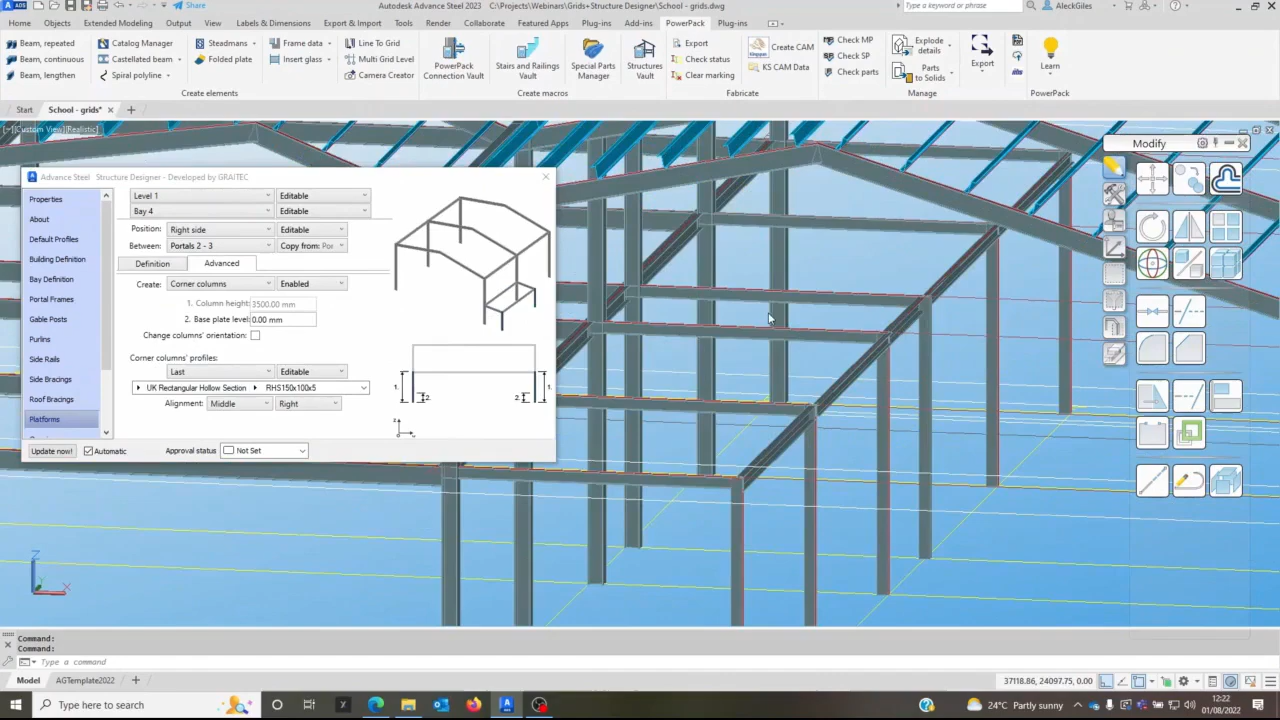 ADS
Share
Autodesk Advance Steel 2023 C:\Projects\Webinars\Grids+Structure Designer\School - grids.dwg
Type a keyword or phrase
AleckGiles
Home Objects Extended Modeling Output View Labels & Dimensions Export & Import Tools Render Collaborate Featured Apps Plug-ins Add-ins PowerPack Plug-ins
Beam, repeated
Beam, continuous
Beam, lengthen
Catalog Manager
Castellated beam
Spiral polyline
Steadmans
Folded plate
Frame data
Insert glass
Line To Grid
Multi Grid Level
Camera Creator
PowerPack
Connection Vault
Stairs and Railings
Vault
Special Parts
Manager
Structures
Vault
Export
Check status
Clear marking
Kingspan
Create CAM
KS CAM Data
Check MP
Check SP
Check parts
Explode
details
Parts
to Solids
Export
Learn
Create elements
Create macros
Fabricate
Manage
PowerPack
Start
School - grids*
[−][Custom View][Realistic]
Modify
Advance Steel Structure Designer - Developed by GRAITEC
Properties
About
Default Profiles
Building Definition
Bay Definition
Portal Frames
Gable Posts
Purlins
Side Rails
Side Bracings
Roof Bracings
Platforms
Level 1 Editable
Bay 4 Editable
Position: Right side Editable
Between: Portals 2 - 3 Copy from: Por
Definition Advanced
Create: Corner columns Enabled
1. Column height: 3500.00 mm
2. Base plate level: 0.00 mm
Change columns' orientation:
Corner columns' profiles:
Last Editable
UK Rectangular Hollow Section RHS150x100x5
Alignment: Middle Right
1. 2. 2. 1.
Update now! Automatic Approval status Not Set
Z
X
Command:
Command:
Type a command
Model AGTemplate2022
37118.86, 24097.75, 0.00
Type here to search
24°C Partly sunny
12:22
01/08/2022